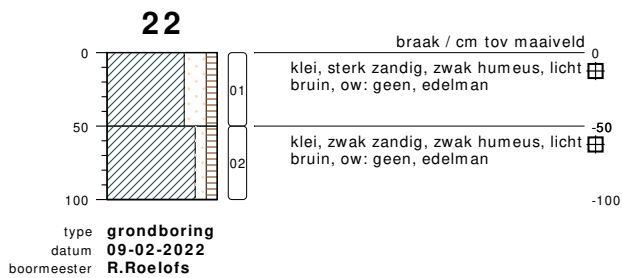 22
braak / cm tov maaiveld
0
0
klei, sterk zandig, zwak humeus, licht
bruin, ow: geen, edelman
01
50
-50
klei, zwak zandig, zwak humeus, licht
bruin, ow: geen, edelman
02
100
-100
type grondboring
datum 09-02-2022
boormeester R.Roelofs